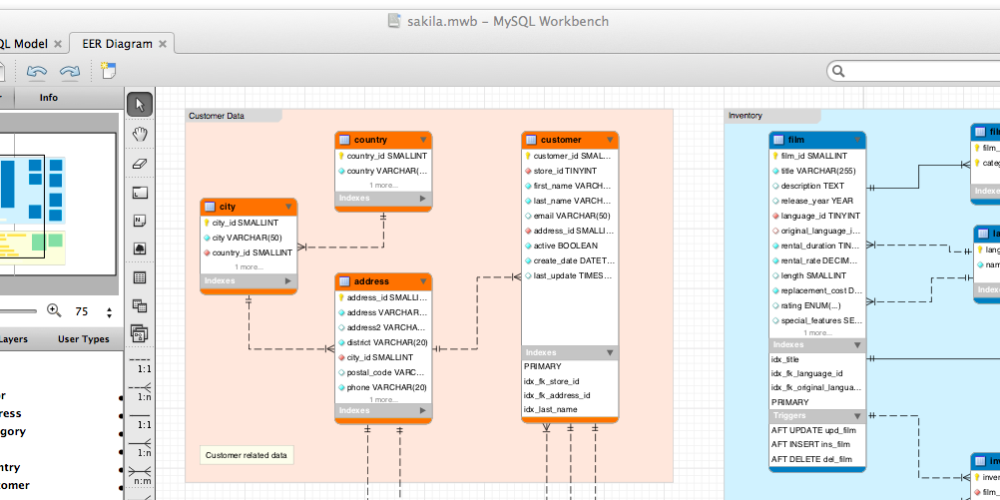 sakila.mwb – MySQL Workbench
QL Model
EER Diagram
Info
75
ayers
User Types
ress
gory
ntry
tomer
1:1
1:n
1:1
1:n
n:m
Customer Data
country
country_id SMALLINT
country VARCHAR(...
1 more...
Indexes
city
city_id SMALLINT
city VARCHAR(50)
country_id SMALLINT
1 more...
Indexes
address
address_id SMALLI...
address VARCHAR...
address2 VARCHA...
district VARCHAR(20)
city_id SMALLINT
postal_code VARC...
phone VARCHAR(20)
1 more...
Indexes
customer
customer_id SMAL...
store_id TINYINT
first_name VARCH...
last_name VARCH...
email VARCHAR(50)
address_id SMALLI...
active BOOLEAN
create_date DATET...
last_update TIMES...
Indexes
PRIMARY
idx_fk_store_id
idx_fk_address_id
idx_last_name
Customer related data
Inventory
film
film_id SMALLINT
title VARCHAR(255)
description TEXT
release_year YEAR
language_id TINYINT
original_language_i...
rental_duration TIN...
rental_rate DECIM...
length SMALLINT
replacement_cost D...
rating ENUM(...)
special_features SE...
1 more...
Indexes
idx_title
idx_fk_language_id
idx_fk_original_langua...
PRIMARY
Triggers
AFT UPDATE upd_film
AFT INSERT ins_film
AFT DELETE del_film
film_
categ
Indexe
lang
nam
Indexe
inve
film_